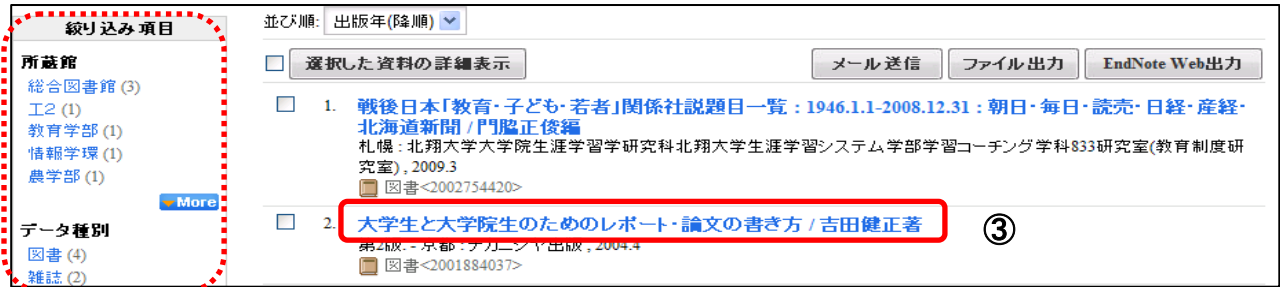 絞り込み項目
所蔵館
総合図書館 (3)
工2 (1)
教育学部 (1)
情報学環 (1)
農学部 (1)
More
データ種別
図書 (4)
雑誌 (2)
並び順: 出版年(降順)
選択した資料の詳細表示 メール送信 ファイル出力 EndNote Web出力
1. 戦後日本「教育・子ども・若者」関係社説題目一覧 : 1946.1.1-2008.12.31 : 朝日・毎日・読売・日経・産経・
北海道新聞 / 門脇正俊編
札幌 : 北翔大学大学院生涯学習学研究科北翔大学生涯学習システム学部学習コーチング学科833研究室(教育制度研
究室) , 2009.3
図書<2002754420>
2. 大学生と大学院生のためのレポート・論文の書き方 / 吉田健正著
③
第2版. - 京都 : ナカニシヤ出版 , 2004.4
図書<2001884037>